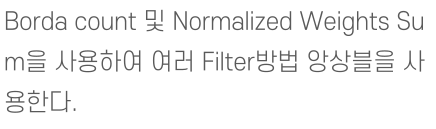 Borda count 및 Normalized Weights Su
m을 사용하여 여러 Filter방법 앙상블을 사
용한다.